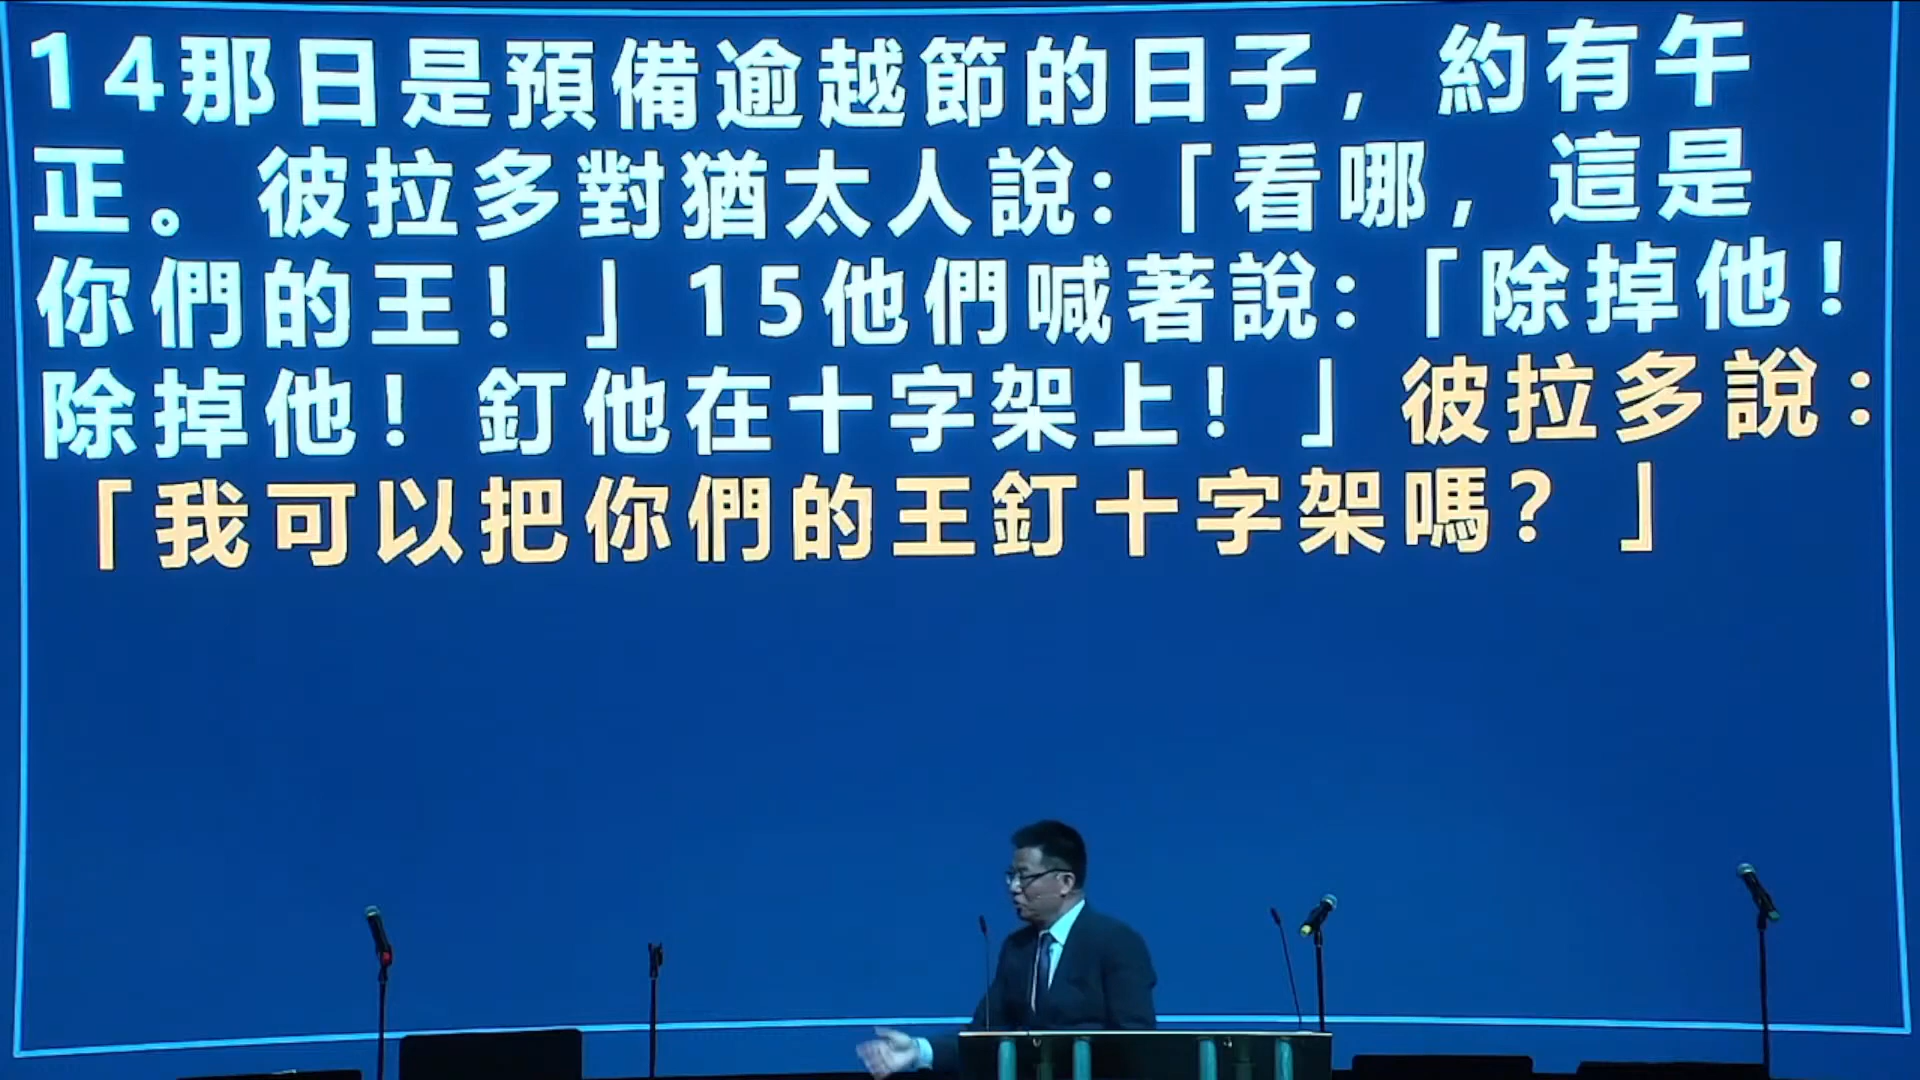 14那日是預備逾越節的日子，約有午
正。彼拉多對猶太人說：「看哪，這是
你們的王！」15他們喊著說：「除掉他！
除掉他！釘他在十字架上！」彼拉多說：
「我可以把你們的王釘十字架嗎？」